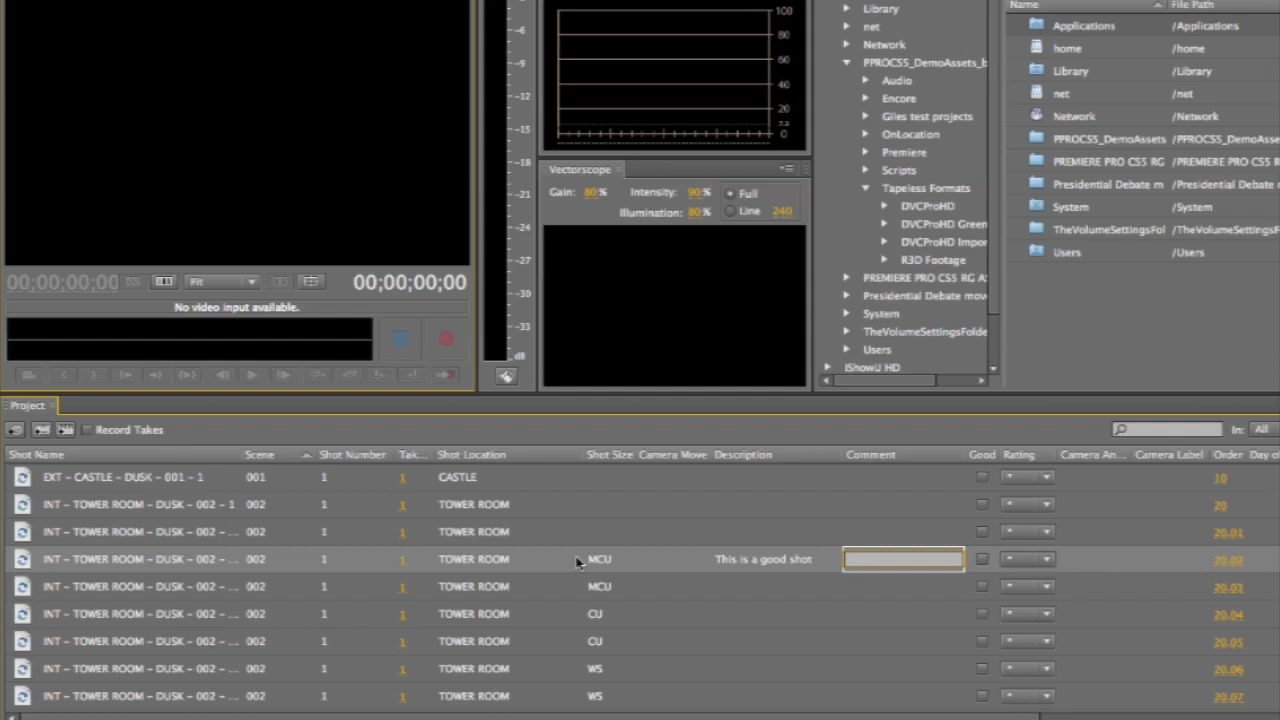 -6
-9
-12
-15
-18
-21
-24
-27
-30
-33
dB
100
80
60
40
20
7.5
0
Vectorscope
Gain: 80 % Intensity: 90 % Full
Illumination: 80 % Line 240
00;00;00;00 Fit 00;00;00;00
No video input available.
Library
net
Network
PPROCS5_DemoAssets_b
Audio
Encore
Giles test projects
OnLocation
Premiere
Scripts
Tapeless Formats
DVCProHD
DVCProHD Green
DVCProHD Impor
R3D Footage
PREMIERE PRO CS5 RG A
Presidential Debate mov
System
TheVolumeSettingsFolde
Users
iShowU HD
Name File Path
Applications /Applications
home /home
Library /Library
net /net
Network /Network
PPROCS5_DemoAssets /PPROCS5_DemoAsse
PREMIERE PRO CS5 RG /PREMIERE PRO CS5 RG
Presidential Debate m /Presidential Debate
System /System
TheVolumeSettingsFol /TheVolumeSettingsF
Users /Users
Project
Record Takes In: All
Shot Name Scene Shot Number Tak... Shot Location Shot Size Camera Move Description Comment Good Rating Camera An... Camera Label Order Day o
EXT - CASTLE - DUSK - 001 - 1 001 1 1 CASTLE * 10
INT - TOWER ROOM - DUSK - 002 - 1 002 1 1 TOWER ROOM * 20
INT - TOWER ROOM - DUSK - 002 - ... 002 1 1 TOWER ROOM * 20.01
INT - TOWER ROOM - DUSK - 002 - ... 002 1 1 TOWER ROOM MCU This is a good shot * 20.02
INT - TOWER ROOM - DUSK - 002 - ... 002 1 1 TOWER ROOM MCU * 20.03
INT - TOWER ROOM - DUSK - 002 - ... 002 1 1 TOWER ROOM CU * 20.04
INT - TOWER ROOM - DUSK - 002 - ... 002 1 1 TOWER ROOM CU * 20.05
INT - TOWER ROOM - DUSK - 002 - ... 002 1 1 TOWER ROOM WS * 20.06
INT - TOWER ROOM - DUSK - 002 - ... 002 1 1 TOWER ROOM WS * 20.07